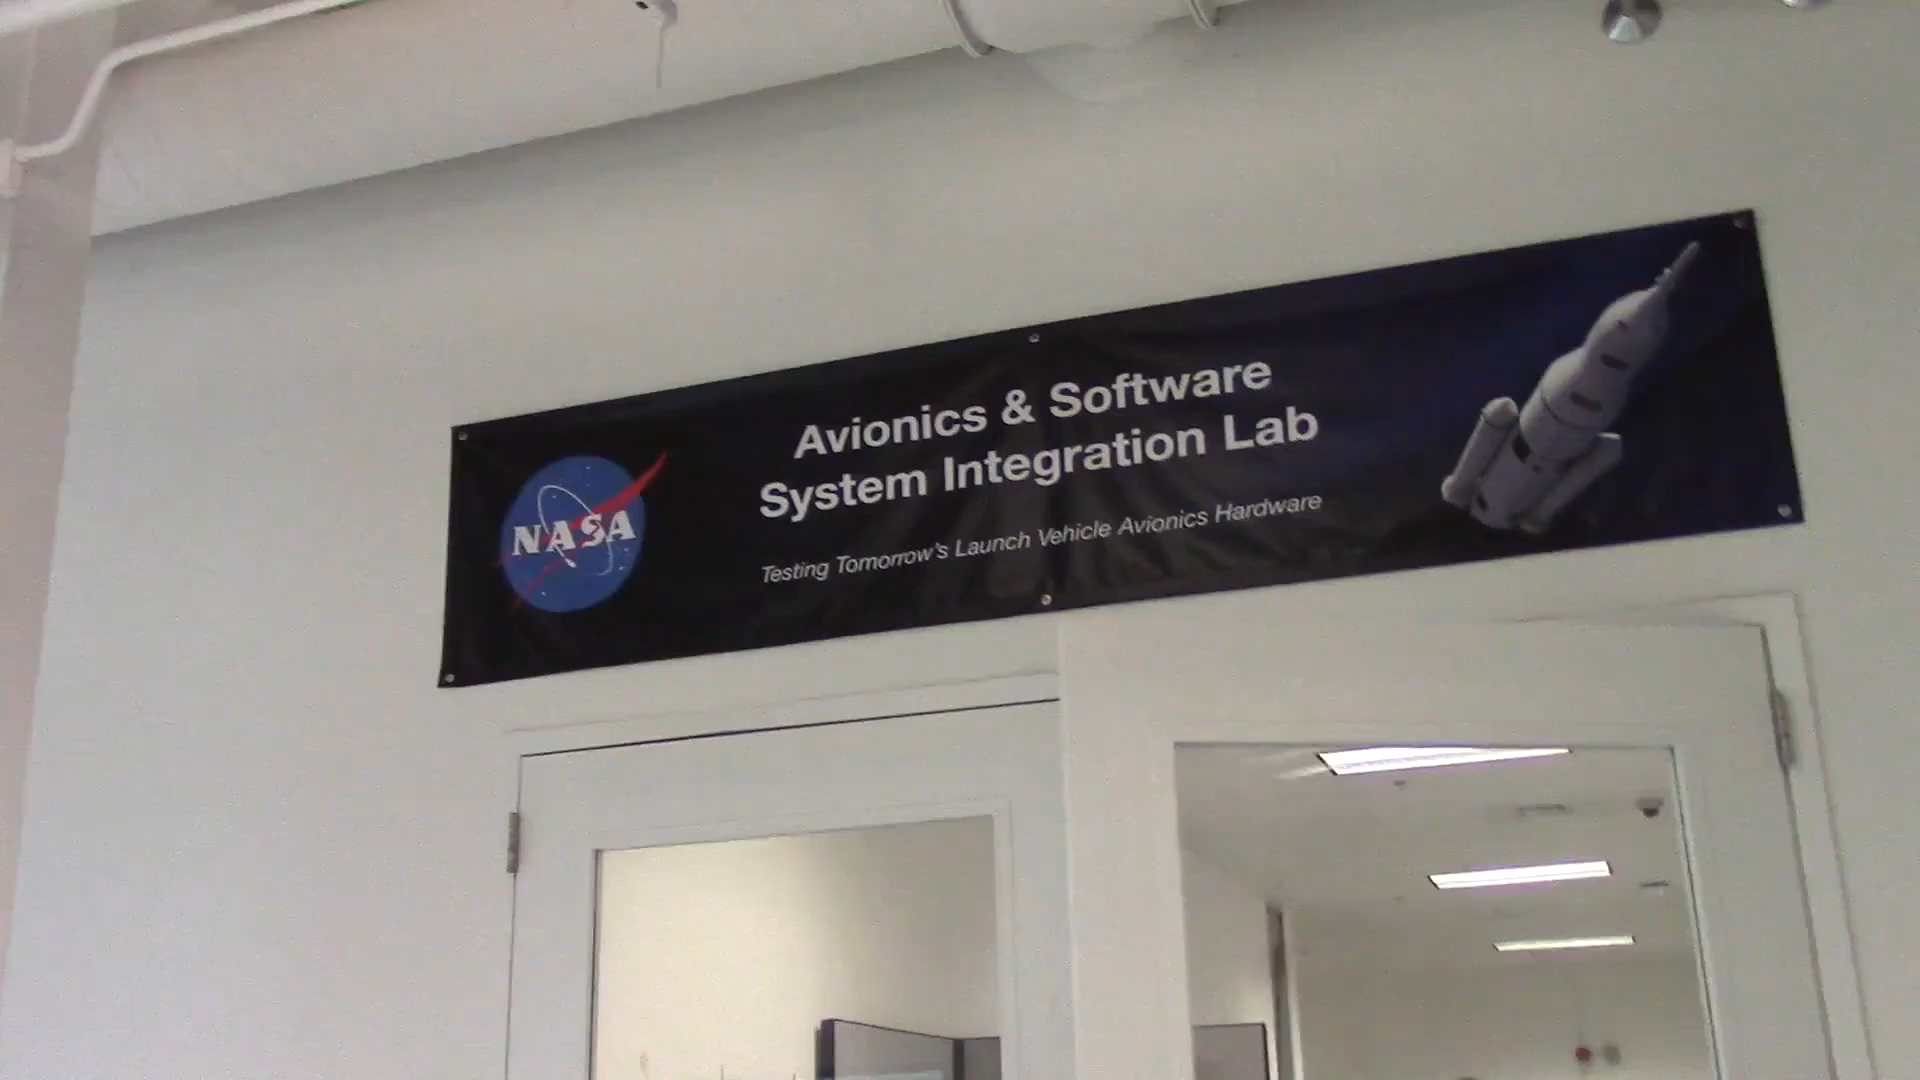 NASA
Avionics & Software
System Integration Lab
Testing Tomorrow's Launch Vehicle Avionics Hardware